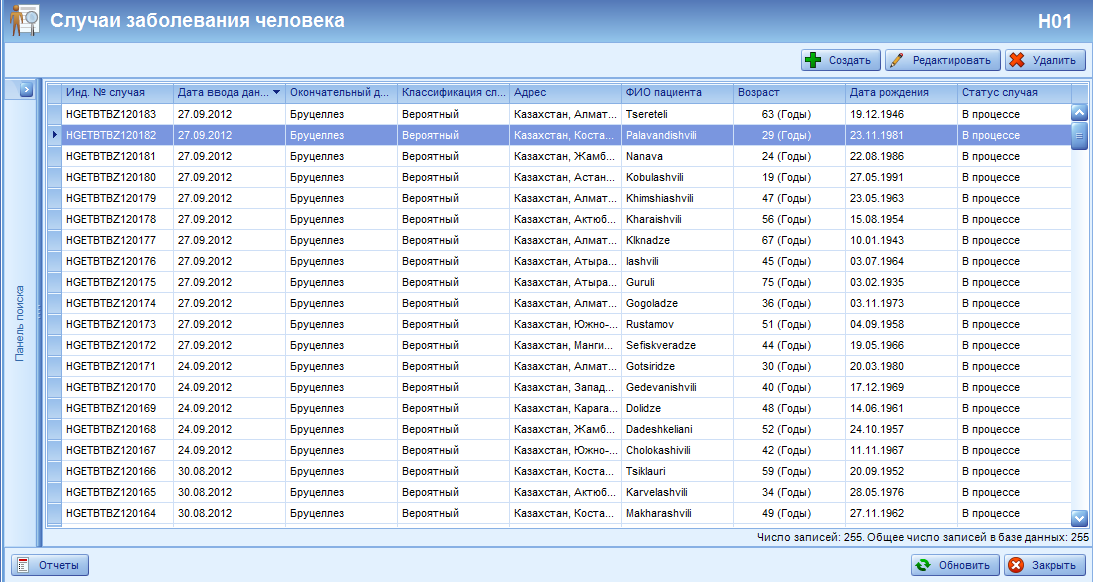 Случаи заболевания человека H01
Создать Редактировать Удалить
Инд. № случая Дата ввода дан... Окончательный д... Классификация сл... Адрес ФИО пациента Возраст Дата рождения Статус случая
HGETBTBZ120183 27.09.2012 Бруцеллез Вероятный Казахстан, Алмат... Tsereteli 63 (Годы) 19.12.1946 В процессе
HGETBTBZ120182 27.09.2012 Бруцеллез Вероятный Казахстан, Коста... Palavandishvili 29 (Годы) 23.11.1981 В процессе
HGETBTBZ120181 27.09.2012 Бруцеллез Вероятный Казахстан, Жамб... Nanava 24 (Годы) 22.08.1986 В процессе
HGETBTBZ120180 27.09.2012 Бруцеллез Вероятный Казахстан, Астан... Kobulashvili 19 (Годы) 27.05.1991 В процессе
HGETBTBZ120179 27.09.2012 Бруцеллез Вероятный Казахстан, Алмат... Khimshiashvili 47 (Годы) 23.05.1963 В процессе
HGETBTBZ120178 27.09.2012 Бруцеллез Вероятный Казахстан, Актюб... Kharaishvili 56 (Годы) 15.08.1954 В процессе
HGETBTBZ120177 27.09.2012 Бруцеллез Вероятный Казахстан, Алмат... Klknadze 67 (Годы) 10.01.1943 В процессе
HGETBTBZ120176 27.09.2012 Бруцеллез Вероятный Казахстан, Атыра... Iashvili 45 (Годы) 03.07.1964 В процессе
HGETBTBZ120175 27.09.2012 Бруцеллез Вероятный Казахстан, Атыра... Guruli 75 (Годы) 03.02.1935 В процессе
HGETBTBZ120174 27.09.2012 Бруцеллез Вероятный Казахстан, Алмат... Gogoladze 36 (Годы) 03.11.1973 В процессе
HGETBTBZ120173 27.09.2012 Бруцеллез Вероятный Казахстан, Южно-... Rustamov 51 (Годы) 04.09.1958 В процессе
HGETBTBZ120172 27.09.2012 Бруцеллез Вероятный Казахстан, Манги... Sefiskveradze 44 (Годы) 19.05.1966 В процессе
HGETBTBZ120171 24.09.2012 Бруцеллез Вероятный Казахстан, Алмат... Gotsiridze 30 (Годы) 20.03.1980 В процессе
HGETBTBZ120170 24.09.2012 Бруцеллез Вероятный Казахстан, Запад... Gedevanishvili 40 (Годы) 17.12.1969 В процессе
HGETBTBZ120169 24.09.2012 Бруцеллез Вероятный Казахстан, Карага... Dolidze 48 (Годы) 14.06.1961 В процессе
HGETBTBZ120168 24.09.2012 Бруцеллез Вероятный Казахстан, Жамб... Dadeshkeliani 52 (Годы) 24.10.1957 В процессе
HGETBTBZ120167 24.09.2012 Бруцеллез Вероятный Казахстан, Южно-... Cholokashivili 42 (Годы) 11.11.1967 В процессе
HGETBTBZ120166 30.08.2012 Бруцеллез Вероятный Казахстан, Коста... Tsiklauri 59 (Годы) 20.09.1952 В процессе
HGETBTBZ120165 30.08.2012 Бруцеллез Вероятный Казахстан, Актюб... Karvelashvili 34 (Годы) 28.05.1976 В процессе
HGETBTBZ120164 30.08.2012 Бруцеллез Вероятный Казахстан, Коста... Makharashvili 49 (Годы) 27.11.1962 В процессе
Панель поиска
Число записей: 255. Общее число записей в базе данных: 255
Отчеты Обновить Закрыть